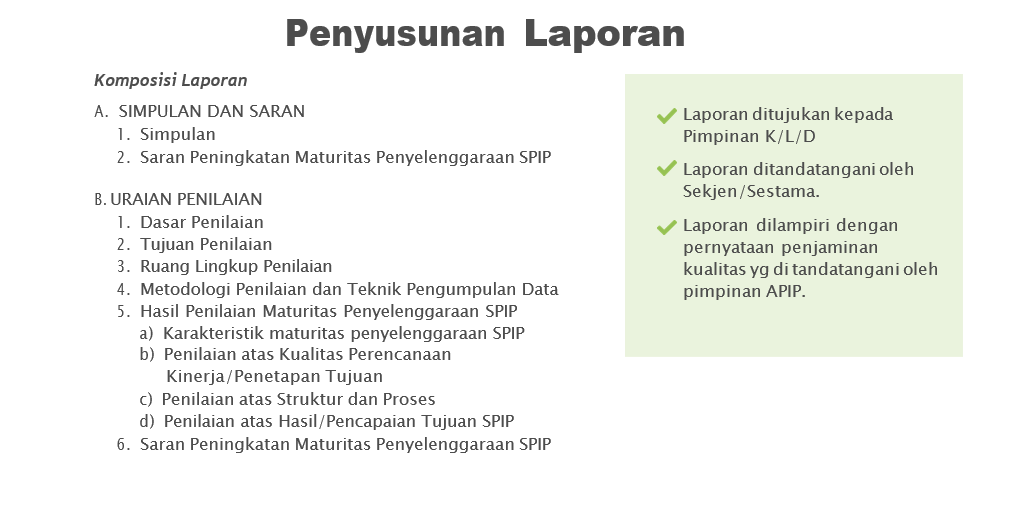 Penyusunan Laporan
Komposisi Laporan
A. SIMPULAN DAN SARAN
1. Simpulan
2. Saran Peningkatan Maturitas Penyelenggaraan SPIP
B. URAIAN PENILAIAN
1. Dasar Penilaian
2. Tujuan Penilaian
3. Ruang Lingkup Penilaian
4. Metodologi Penilaian dan Teknik Pengumpulan Data
5. Hasil Penilaian Maturitas Penyelenggaraan SPIP
a) Karakteristik maturitas penyelenggaraan SPIP
b) Penilaian atas Kualitas Perencanaan
Kinerja/Penetapan Tujuan
c) Penilaian atas Struktur dan Proses
d) Penilaian atas Hasil/Pencapaian Tujuan SPIP
6. Saran Peningkatan Maturitas Penyelenggaraan SPIP
Laporan ditujukan kepada
Pimpinan K/L/D
Laporan ditandatangani oleh
Sekjen/Sestama.
Laporan dilampiri dengan
pernyataan penjaminan
kualitas yg di tandatangani oleh
pimpinan APIP.